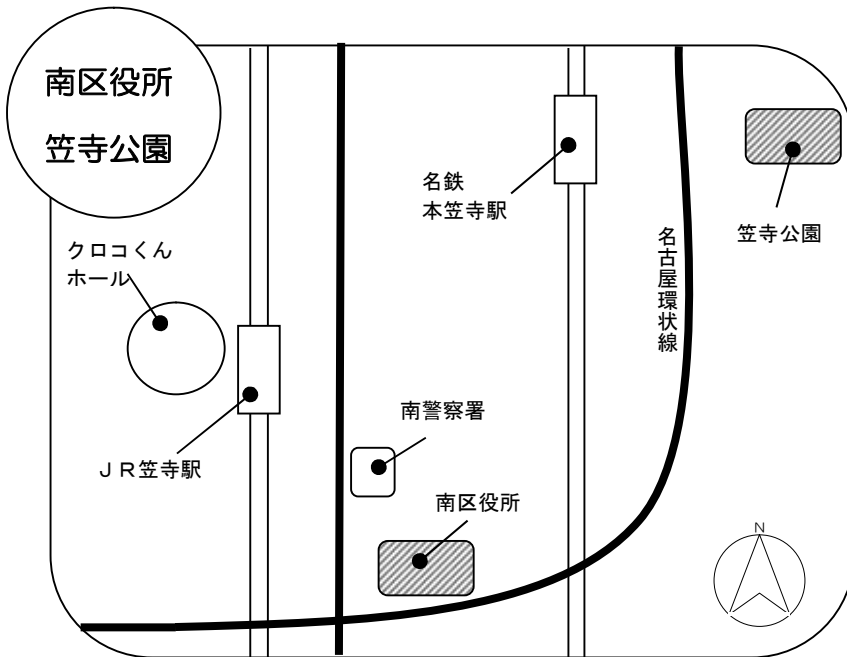 南区役所
笠寺公園
名鉄
本笠寺駅
笠寺公園
名古屋環状線
クロコくん
ホール
南警察署
ＪＲ笠寺駅
南区役所
N